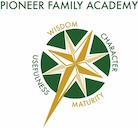 PIONEER FAMILY ACADEMY
WISDOM
CHARACTER
MATURITY
USEFULNESS